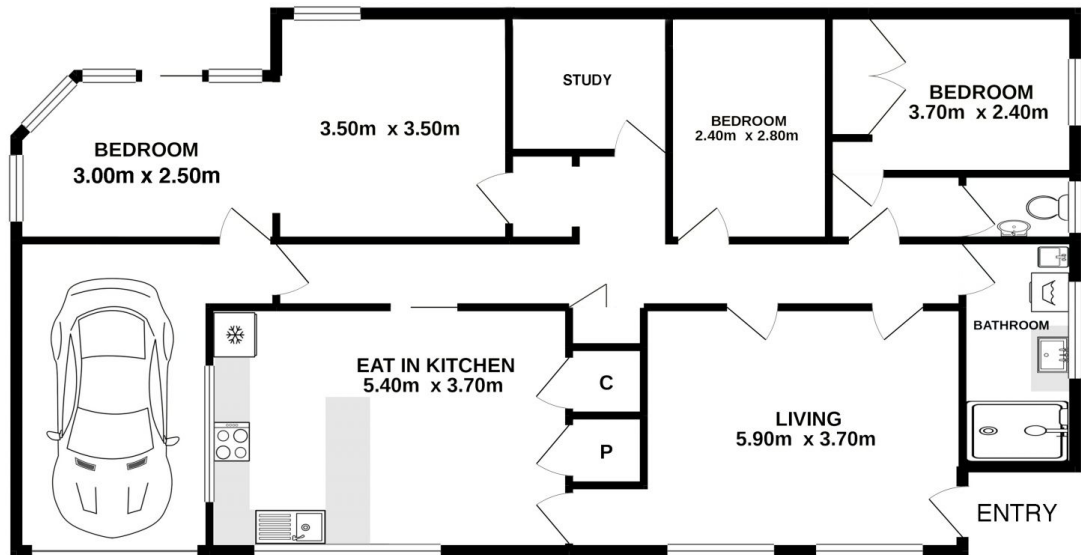 STUDY
BEDROOM
3.70m x 2.40m
3.50m x 3.50m
BEDROOM
2.40m x 2.80m
BEDROOM
3.00m x 2.50m
BATHROOM
EAT IN KITCHEN
5.40m x 3.70m
C
LIVING
5.90m x 3.70m
P
ENTRY